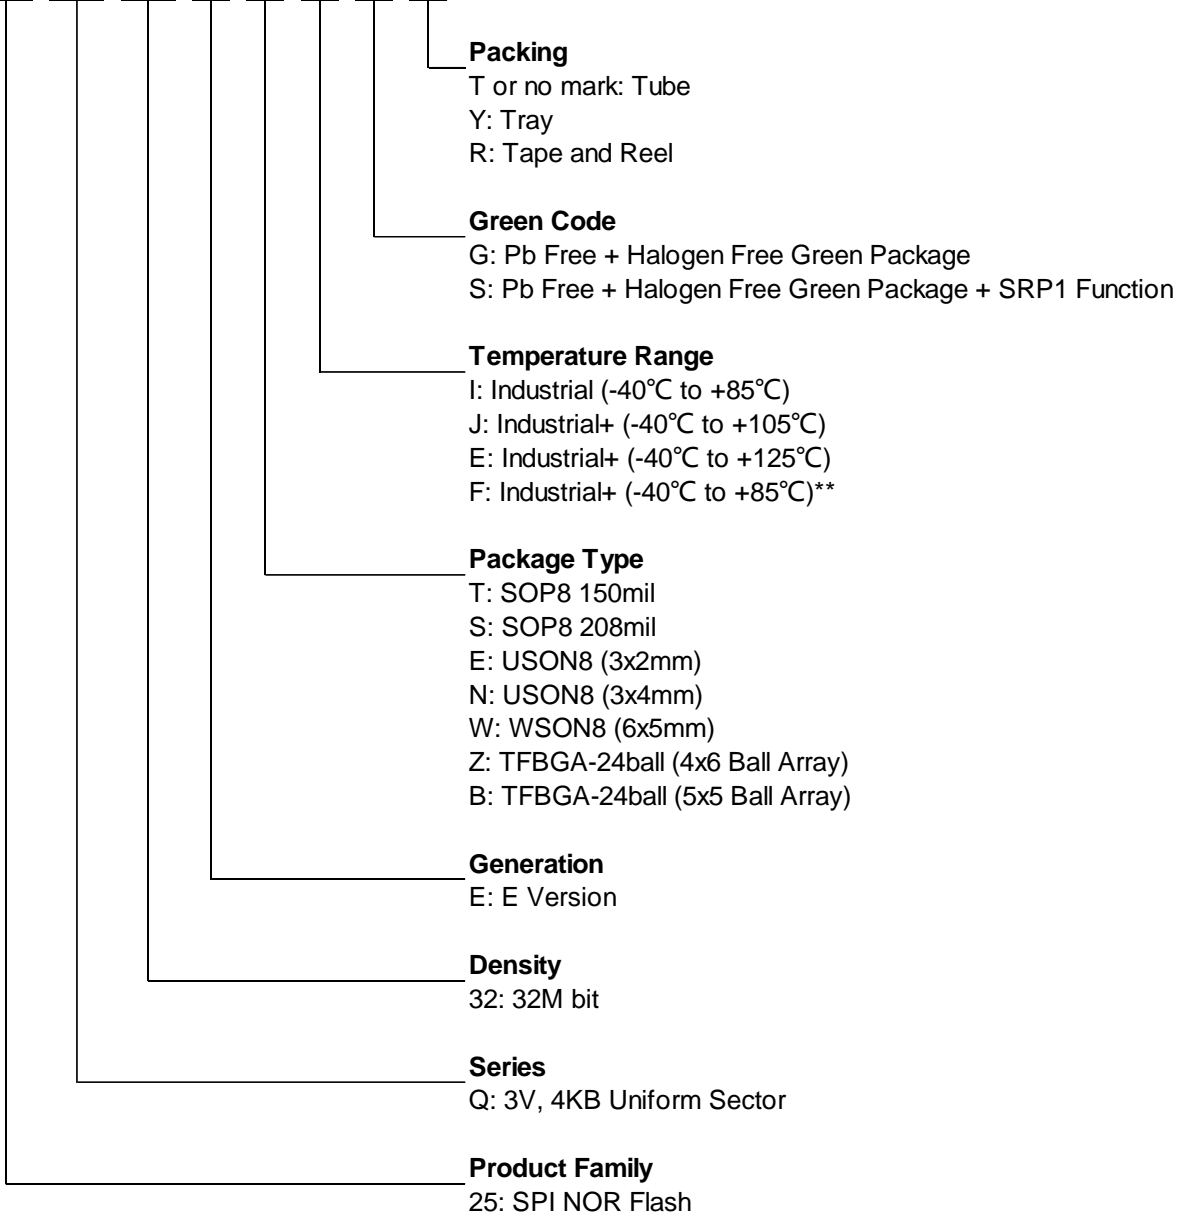 Packing
T or no mark: Tube
Y: Tray
R: Tape and Reel
Green Code
G: Pb Free + Halogen Free Green Package
S: Pb Free + Halogen Free Green Package + SRP1 Function
Temperature Range
I: Industrial (-40℃ to +85℃)
J: Industrial+ (-40℃ to +105℃)
E: Industrial+ (-40℃ to +125℃)
F: Industrial+ (-40℃ to +85℃)**
Package Type
T: SOP8 150mil
S: SOP8 208mil
E: USON8 (3x2mm)
N: USON8 (3x4mm)
W: WSON8 (6x5mm)
Z: TFBGA-24ball (4x6 Ball Array)
B: TFBGA-24ball (5x5 Ball Array)
Generation
E: E Version
Density
32: 32M bit
Series
Q: 3V, 4KB Uniform Sector
Product Family
25: SPI NOR Flash